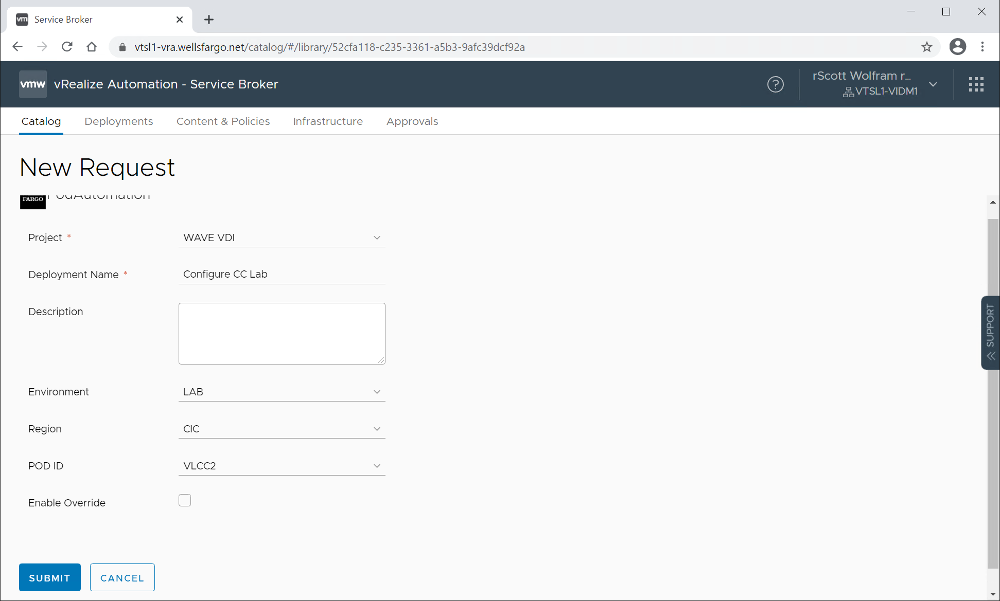 vm Service Broker
vtsl1-vra.wellsfargo.net/catalog/#/library/52cfa118-c235-3361-a5b3-9afc39dcf92a
vmw vRealize Automation - Service Broker
rScott Wolfram r...
VTSL1-VIDM1
Catalog Deployments Content & Policies Infrastructure Approvals
New Request
FARGO PodAutomation
Project * WAVE VDI
Deployment Name * Configure CC Lab
Description
Environment LAB
Region CIC
POD ID VLCC2
Enable Override
SUBMIT CANCEL
SUPPORT